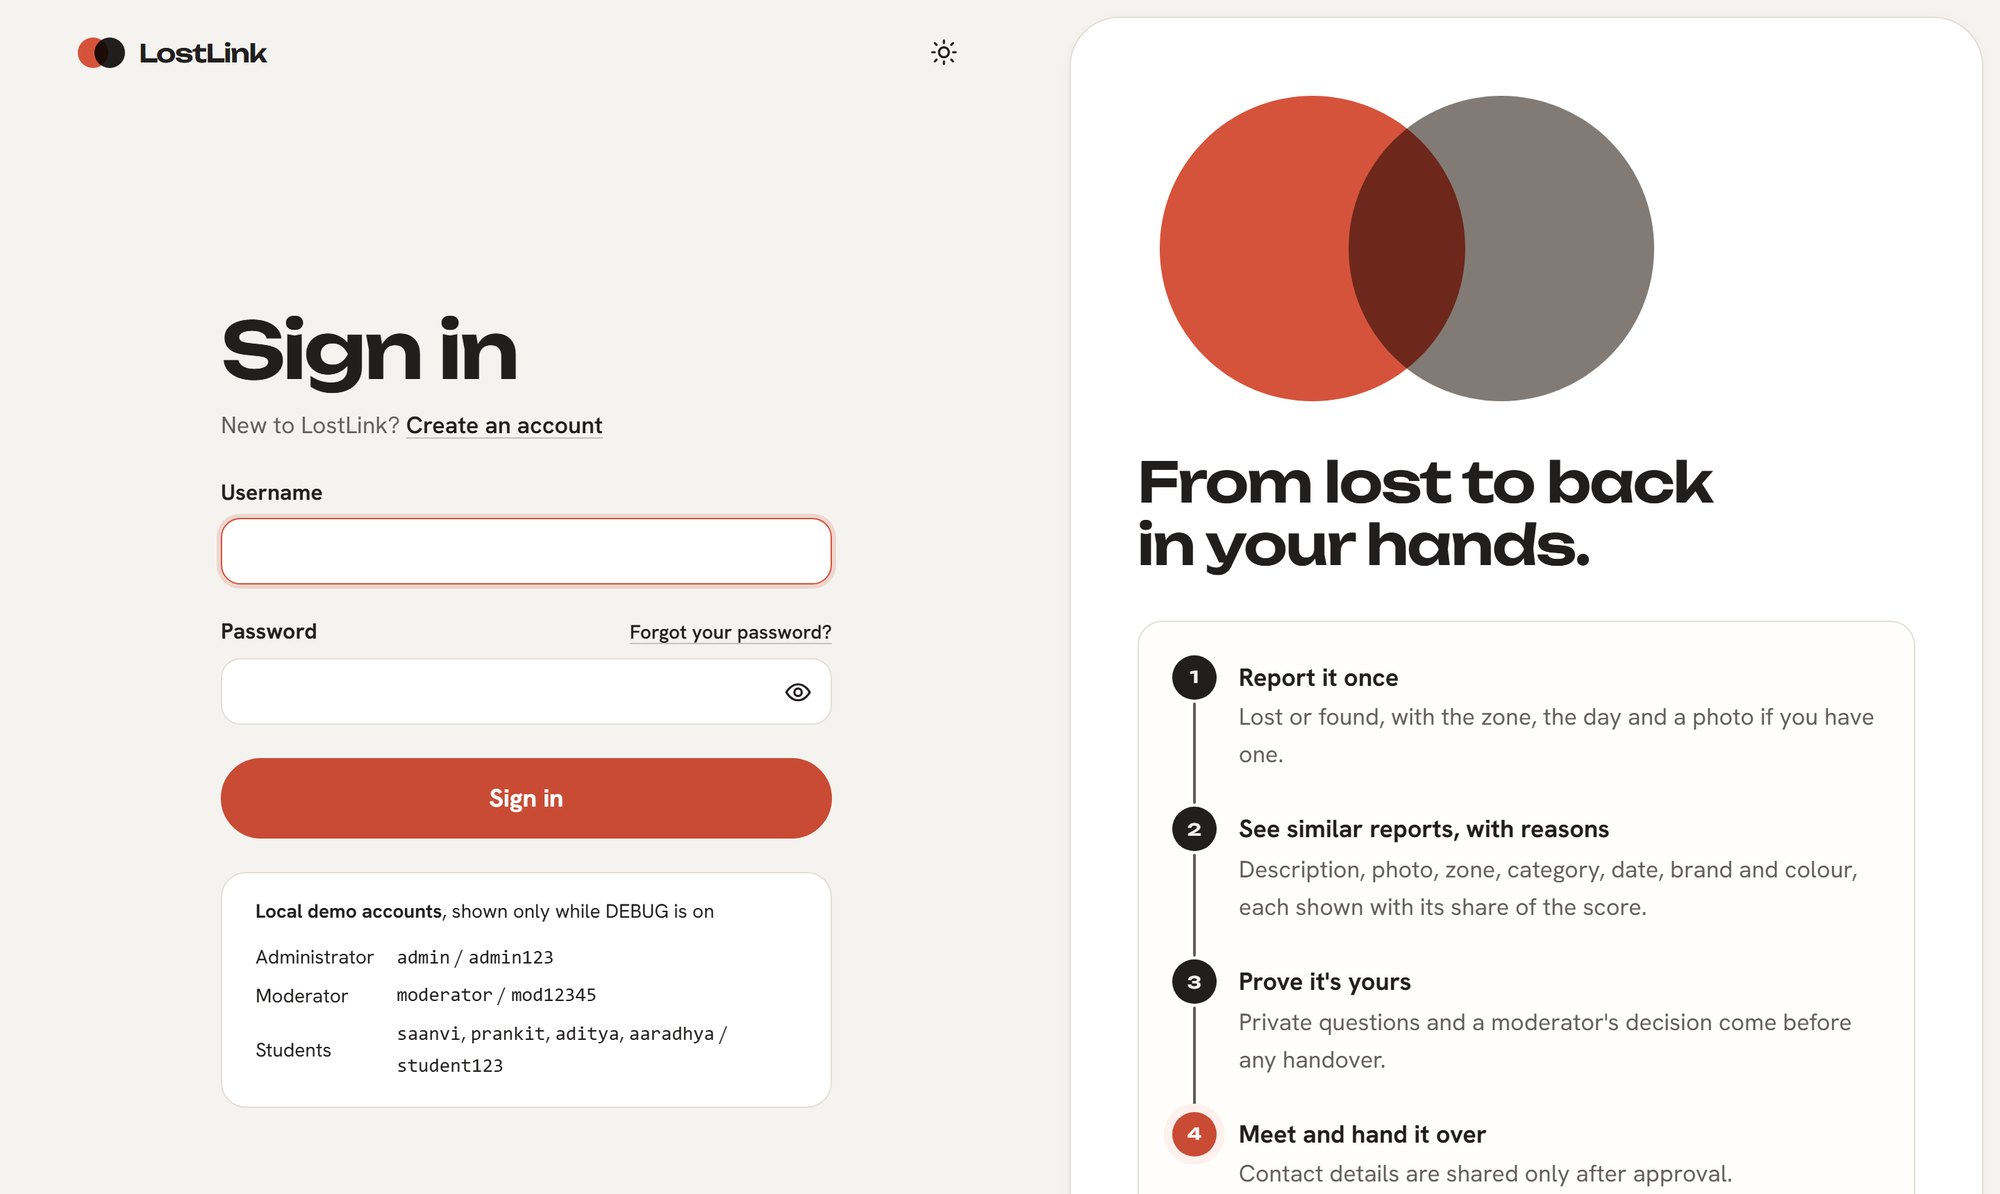 LostLink
Sign in
New to LostLink? Create an account
Username
Password
Forgot your password?
Sign in
Local demo accounts, shown only while DEBUG is on
Administrator admin / admin123
Moderator moderator / mod12345
Students saanvi, prankit, aditya, aaradhya /
student123
From lost to back
in your hands.
1 Report it once
Lost or found, with the zone, the day and a photo if you have
one.
2 See similar reports, with reasons
Description, photo, zone, category, date, brand and colour,
each shown with its share of the score.
3 Prove it's yours
Private questions and a moderator's decision come before
any handover.
4 Meet and hand it over
Contact details are shared only after approval.